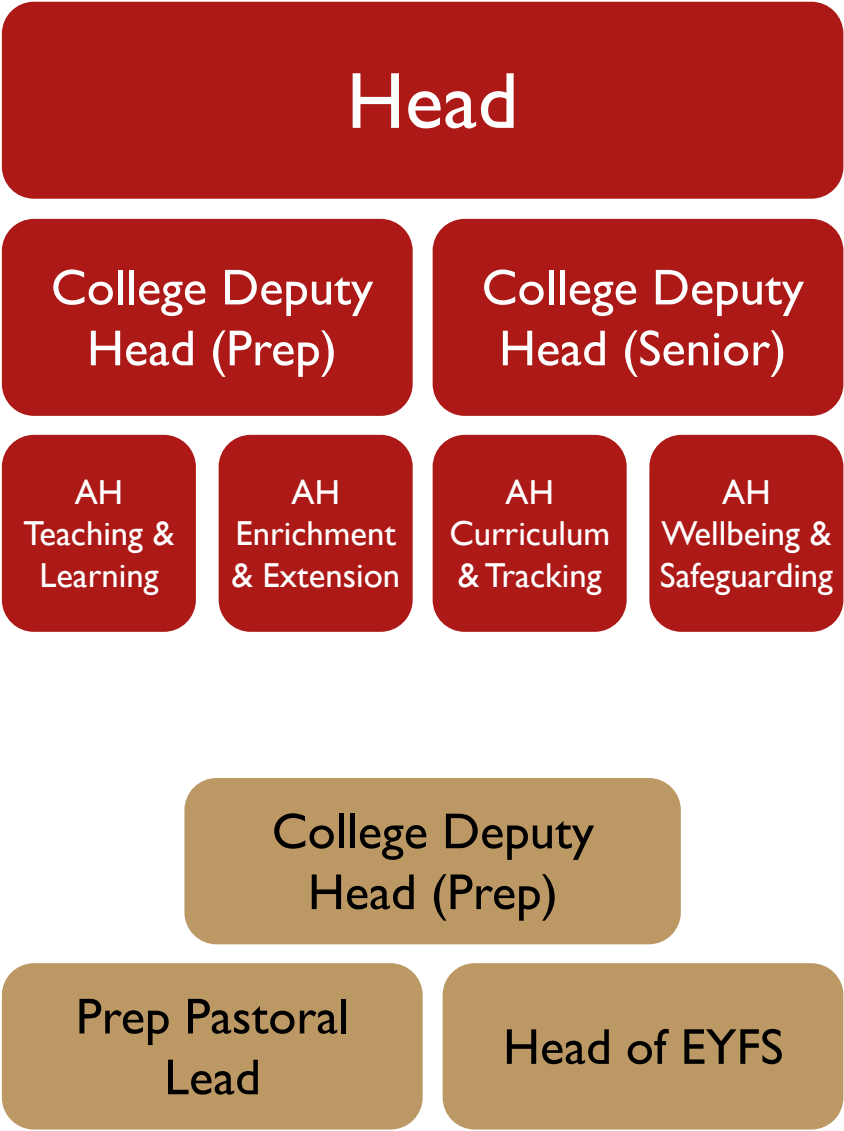 Head
College Deputy
Head (Prep)
College Deputy
Head (Senior)
AH
Teaching &
Learning
AH
Enrichment
& Extension
AH
Curriculum
& Tracking
AH
Wellbeing &
Safeguarding
College Deputy
Head (Prep)
Prep Pastoral
Lead
Head of EYFS